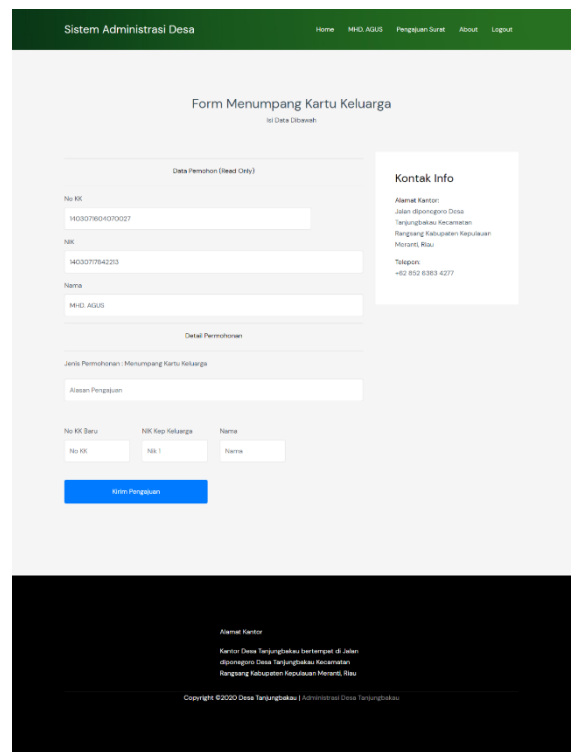 Sistem Administrasi Desa
Home MHD. AGUS Pengajuan Surat About Logout
Form Menumpang Kartu Keluarga
Isi Data Dibawah
Data Pemohon (Read Only)
No KK
1403071604070027
NIK
14030717642213
Nama
MHD. AGUS
Detail Permohonan
Jenis Permohonan : Menumpang Kartu Keluarga
Alasan Pengajuan
No KK Baru NIK Kep Keluarga Nama
No KK Nik 1 Nama
Kirim Pengajuan
Kontak Info
Alamat Kantor:
Jalan diponegoro Desa
Tanjungbakau Kecamatan
Rangsang Kabupaten Kepulauan
Meranti, Riau
Telepon:
+62 852 6363 4277
Alamat Kantor
Kantor Desa Tanjungbakau bertempat di Jalan
diponegoro Desa Tanjungbakau Kecamatan
Rangsang Kabupaten Kepulauan Meranti, Riau
Copyright ©2020 Desa Tanjungbakau | Administrasi Desa Tanjungbakau